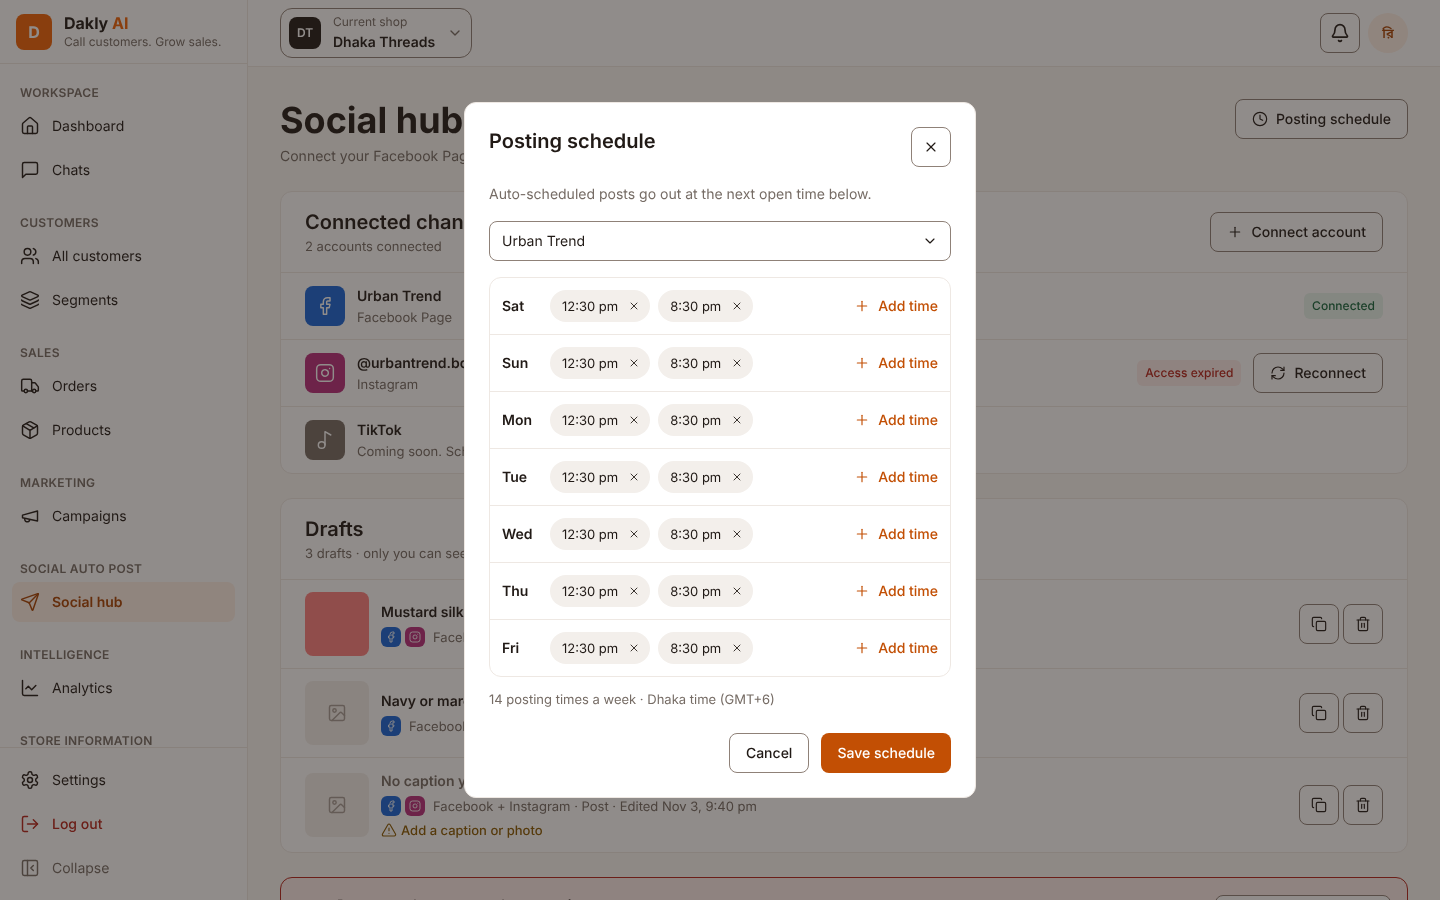 D
Dakly AI
Call customers. Grow sales.
WORKSPACE
Dashboard
Chats
CUSTOMERS
All customers
Segments
SALES
Orders
Products
MARKETING
Campaigns
SOCIAL AUTO POST
Social hub
INTELLIGENCE
Analytics
STORE INFORMATION
Settings
Log out
Collapse
DT
Current shop
Dhaka Threads
রি
Social hub
Connect your Facebook Pag
Posting schedule
Connected chan
2 accounts connected
Connect account
Urban Trend
Facebook Page
Connected
@urbantrend.bd
Instagram
Access expired
Reconnect
TikTok
Coming soon. Sch
Drafts
3 drafts · only you can see
Mustard silk
Faceb
Navy or mar
Facebook
No caption y
Facebook + Instagram · Post · Edited Nov 3, 9:40 pm
Add a caption or photo
Posting schedule
Auto-scheduled posts go out at the next open time below.
Urban Trend
Sat 12:30 pm 8:30 pm Add time
Sun 12:30 pm 8:30 pm Add time
Mon 12:30 pm 8:30 pm Add time
Tue 12:30 pm 8:30 pm Add time
Wed 12:30 pm 8:30 pm Add time
Thu 12:30 pm 8:30 pm Add time
Fri 12:30 pm 8:30 pm Add time
14 posting times a week · Dhaka time (GMT+6)
Cancel
Save schedule